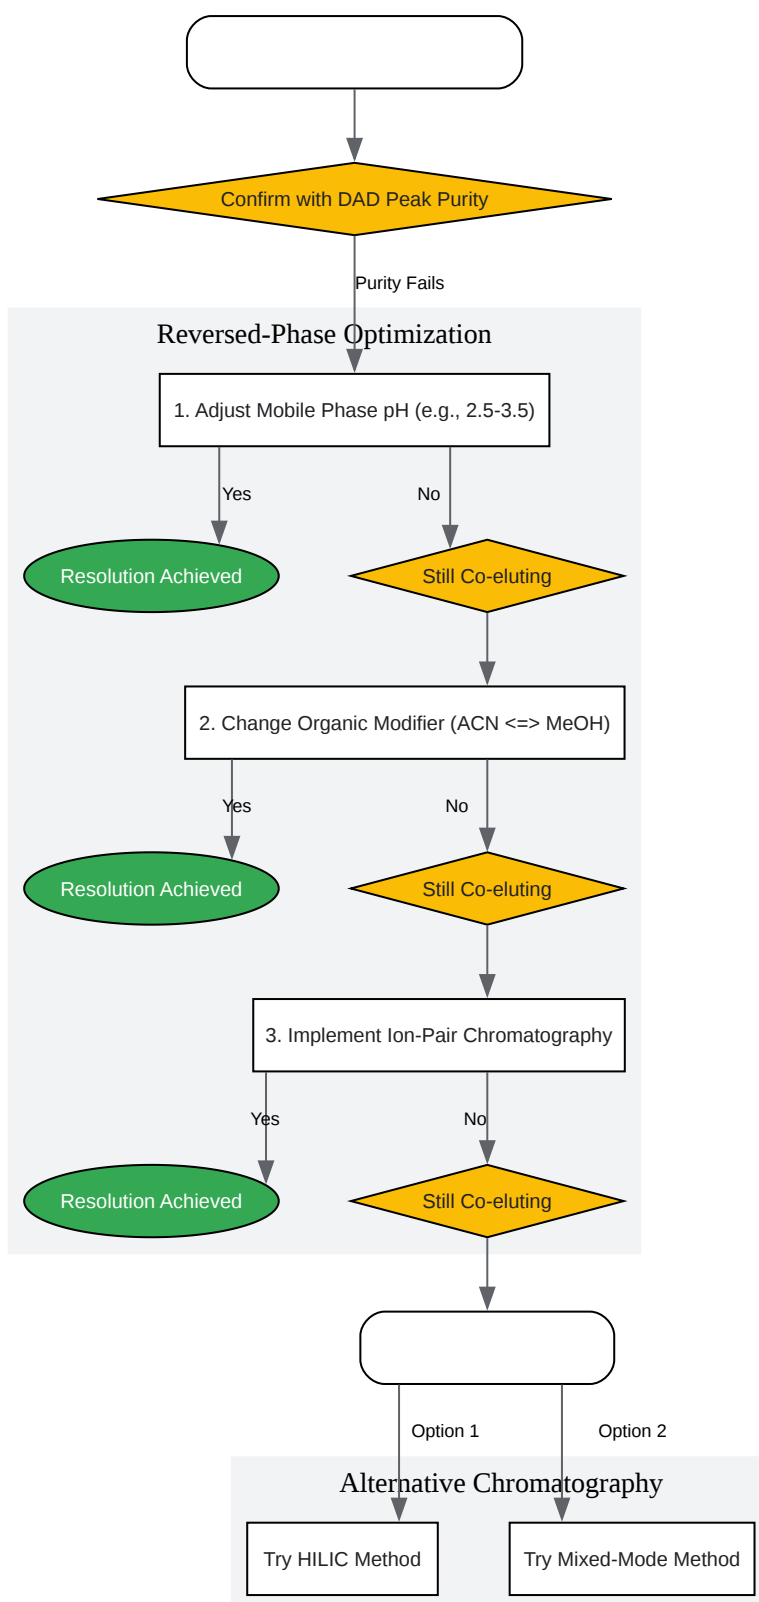 Confirm with DAD Peak Purity
Purity Fails
Reversed-Phase Optimization
1. Adjust Mobile Phase pH (e.g., 2.5-3.5)
Yes
No
Resolution Achieved
Still Co-eluting
2. Change Organic Modifier (ACN <=> MeOH)
Yes
No
Resolution Achieved
Still Co-eluting
3. Implement Ion-Pair Chromatography
Yes
No
Resolution Achieved
Still Co-eluting
Option 1
Option 2
Alternative Chromatography
Try HILIC Method
Try Mixed-Mode Method